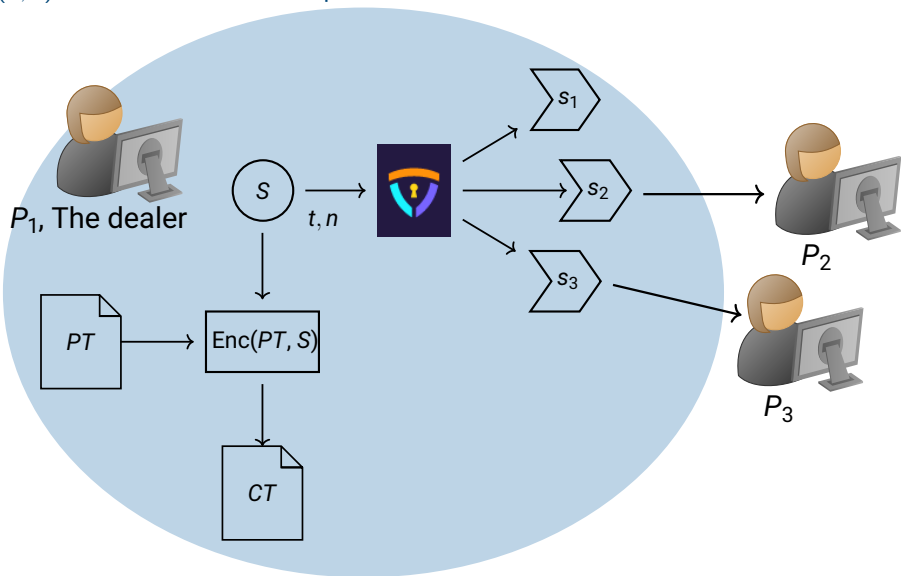 s₁
S
s₂
P₁, The dealer
t, n
P₂
s₃
PT
Enc(PT, S)
P₃
CT